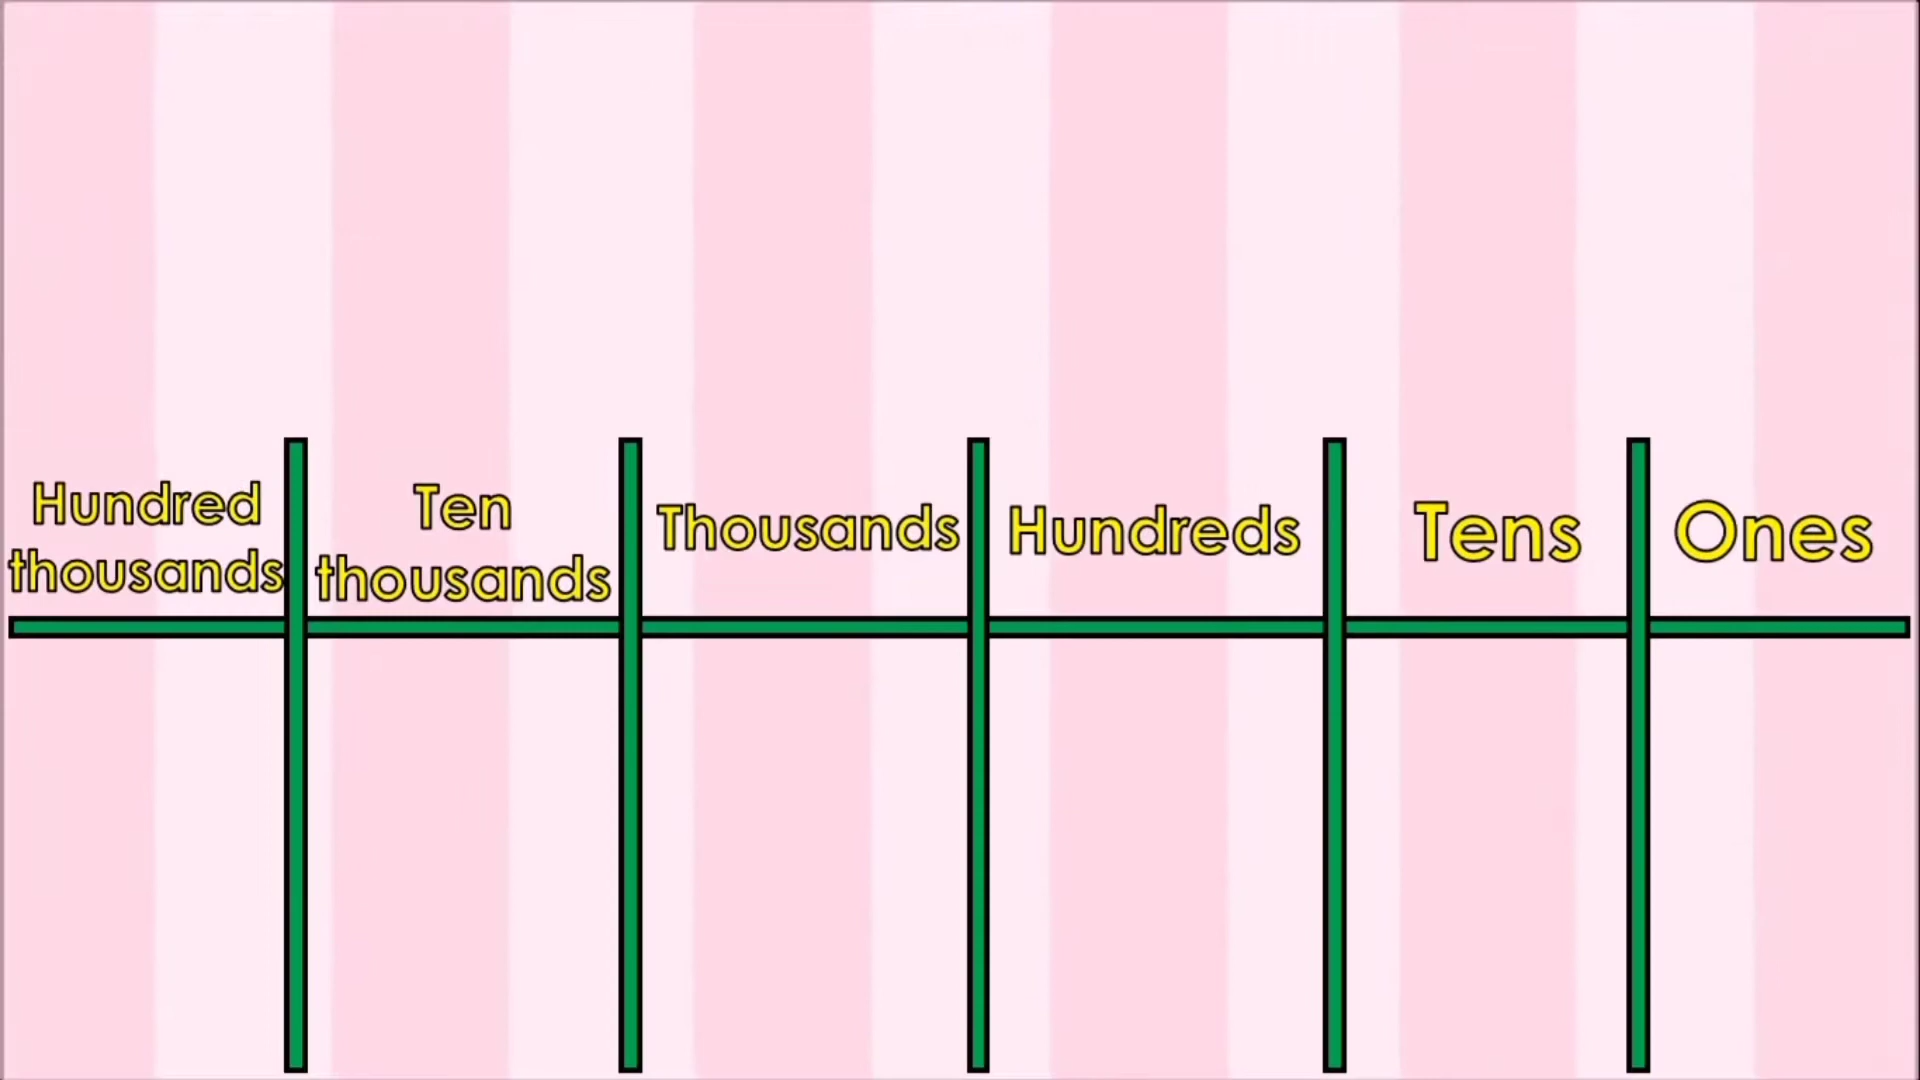 Hundred
thousands
Ten
thousands
Thousands
Hundreds
Tens
Ones